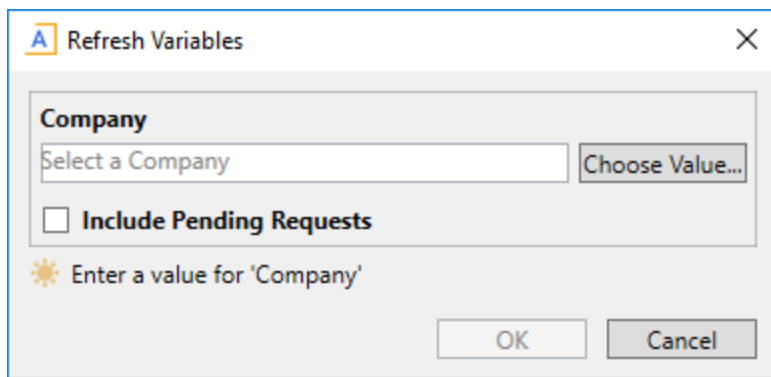 A Refresh Variables
Company
Select a Company
Choose Value...
Include Pending Requests
Enter a value for 'Company'
OK
Cancel